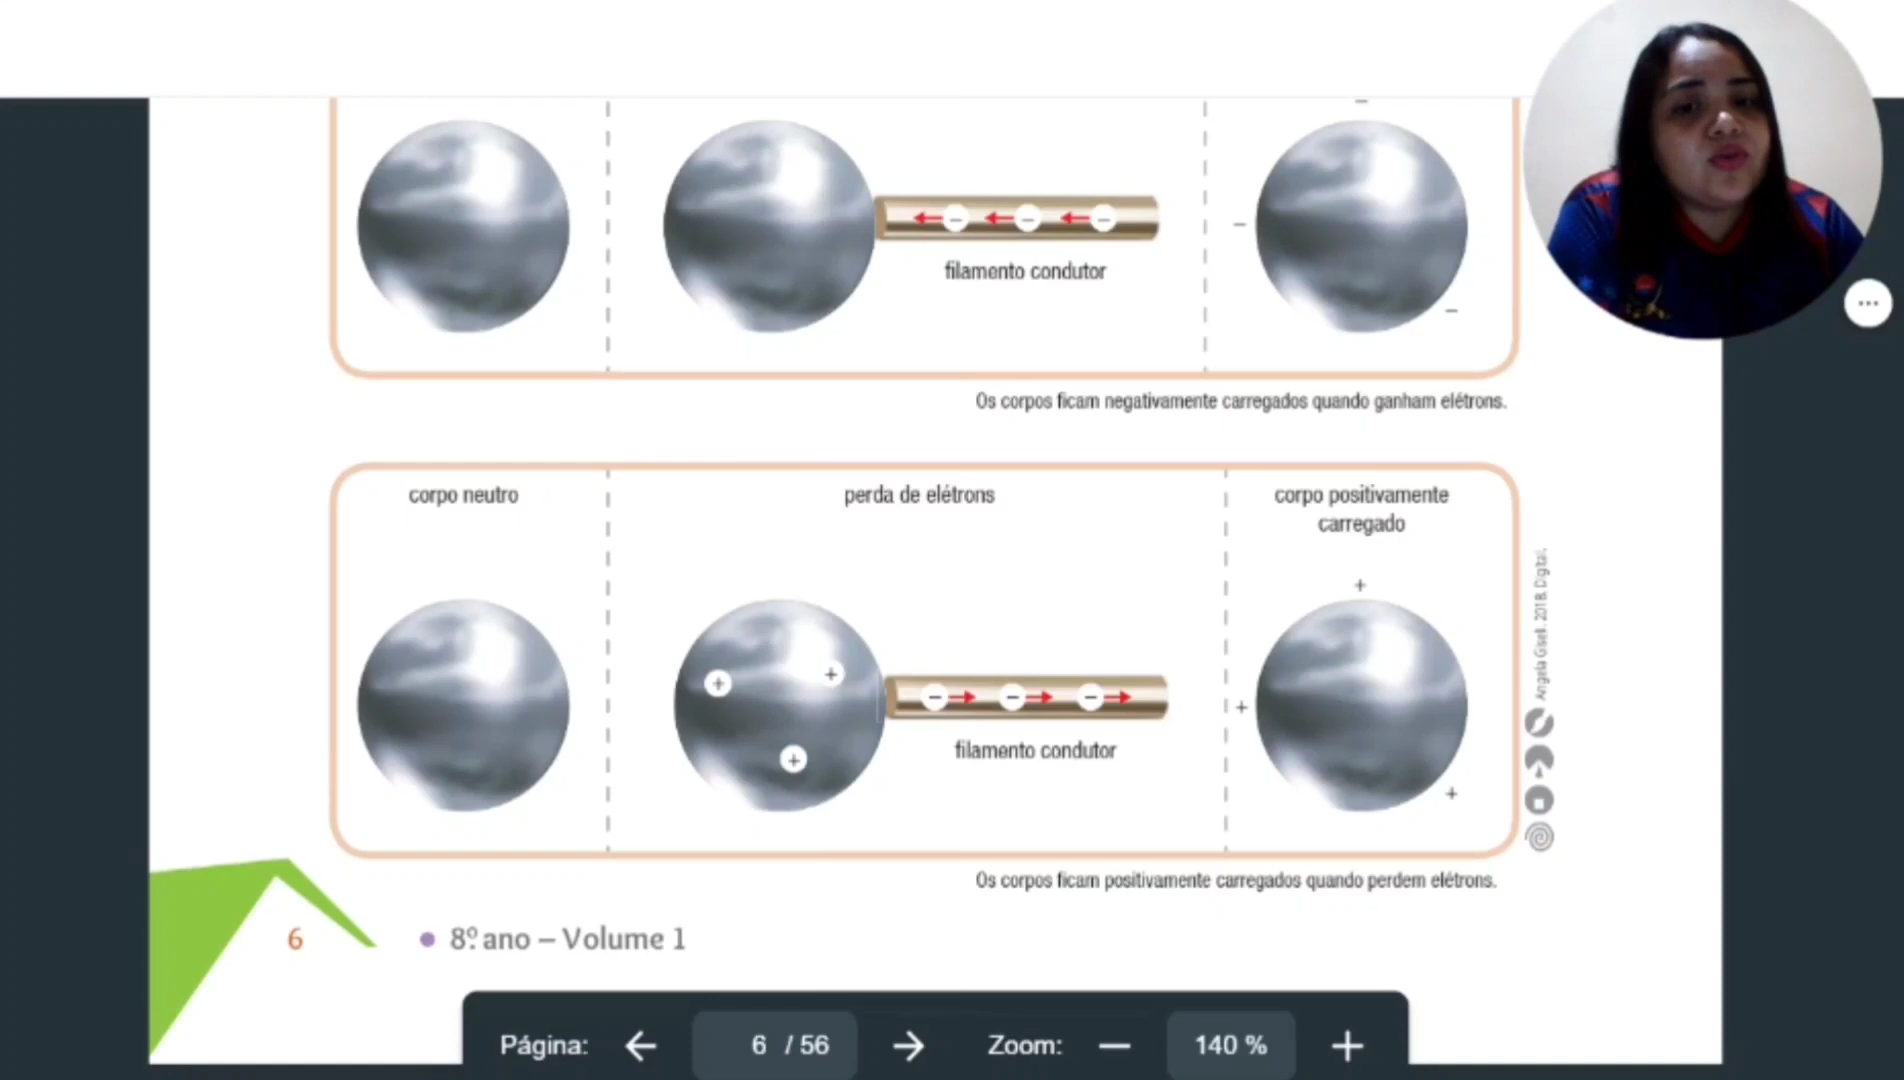 filamento condutor
Os corpos ficam negativamente carregados quando ganham elétrons.
corpo neutro
perda de elétrons
corpo positivamente
carregado
filamento condutor
Angela Giseli. 2018. Digital.
Os corpos ficam positivamente carregados quando perdem elétrons.
6
8º. ano – Volume 1
Página: 6 / 56 Zoom: 140 %